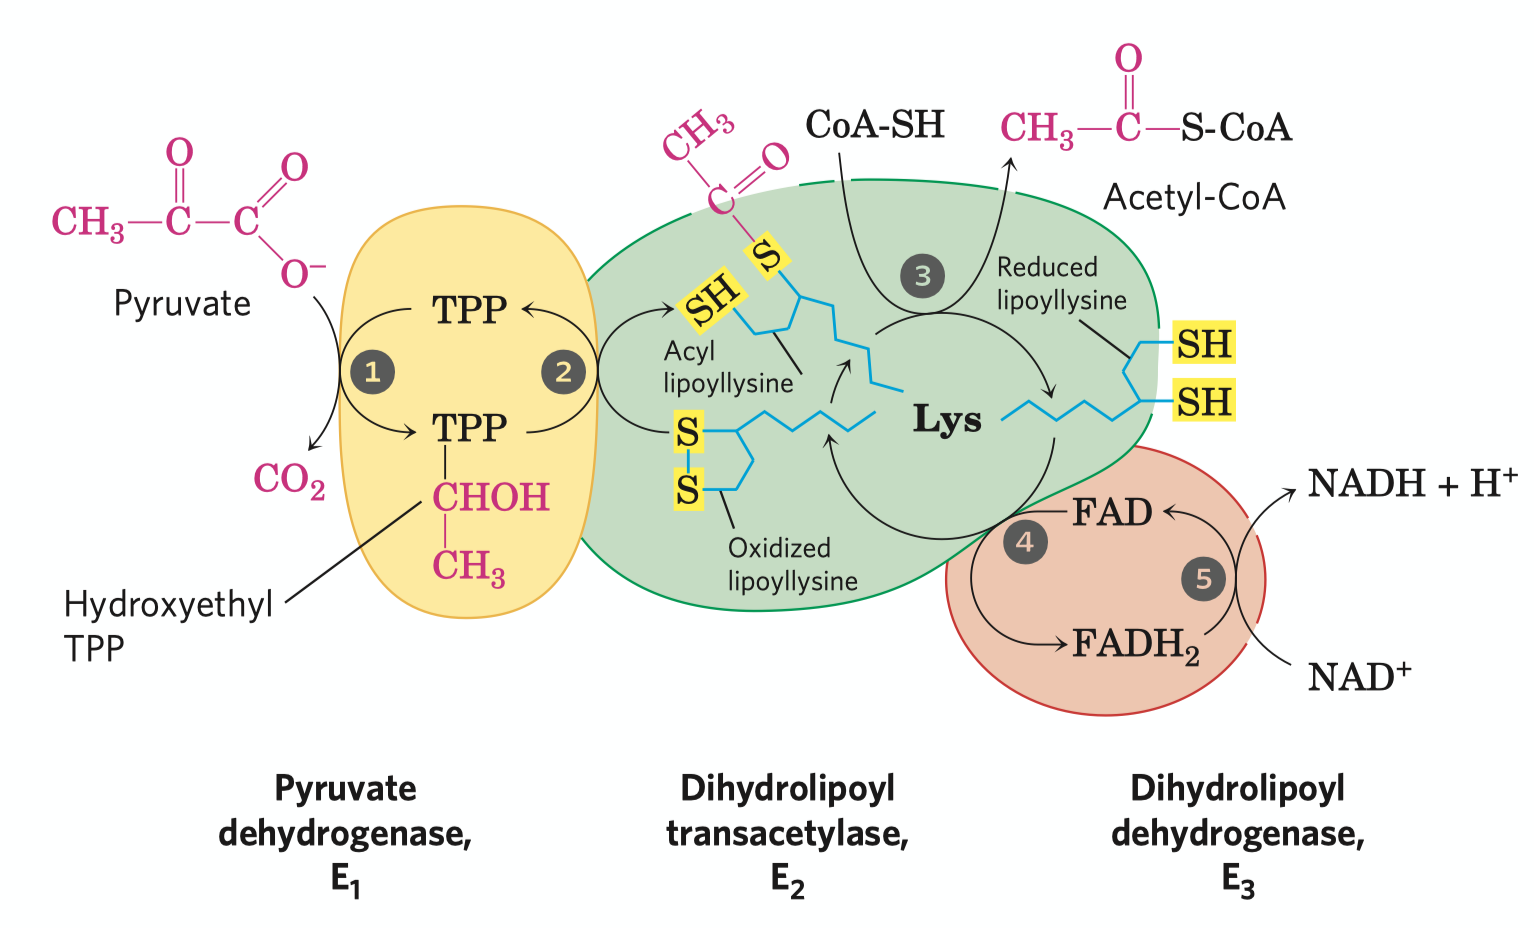 O
CH3—C—C
O
O−
Pyruvate
CO2
Hydroxyethyl
TPP
1
TPP
TPP
CHOH
CH3
2
CH3
C
O
S
SH
Acyl
lipoyllysine
S
S
Oxidized
lipoyllysine
Lys
CoA-SH
3
O
CH3—C—S-CoA
Acetyl-CoA
Reduced
lipoyllysine
SH
SH
4
FAD
FADH2
5
NADH + H+
NAD+
Pyruvate
dehydrogenase,
E1
Dihydrolipoyl
transacetylase,
E2
Dihydrolipoyl
dehydrogenase,
E3